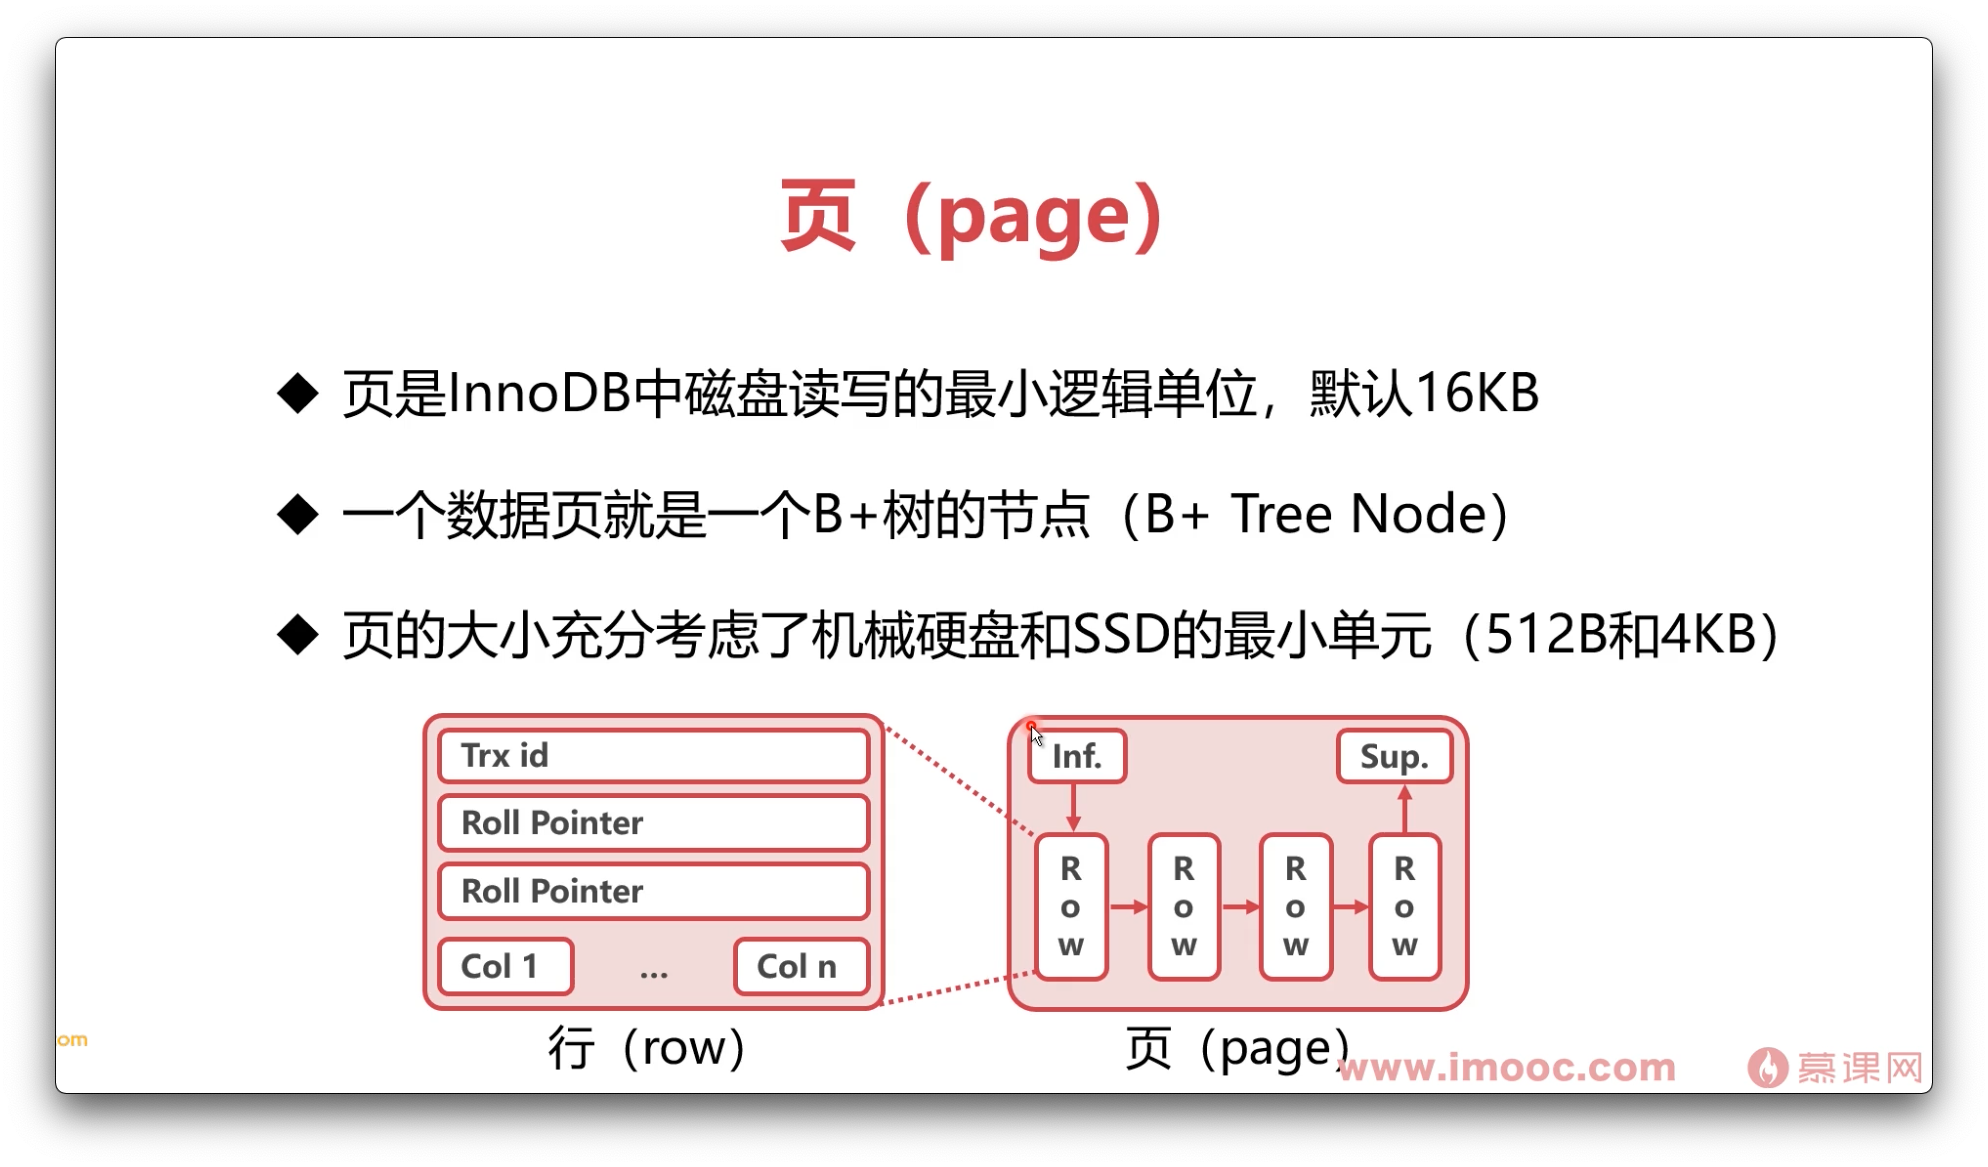 页（page）
页是InnoDB中磁盘读写的最小逻辑单位，默认16KB
一个数据页就是一个B+树的节点（B+ Tree Node）
页的大小充分考虑了机械硬盘和SSD的最小单元（512B和4KB）
Trx id
Roll Pointer
Roll Pointer
Col 1
...
Col n
行（row）
Inf.
Sup.
Row
Row
Row
Row
页（page）
om
www.imooc.com
慕课网